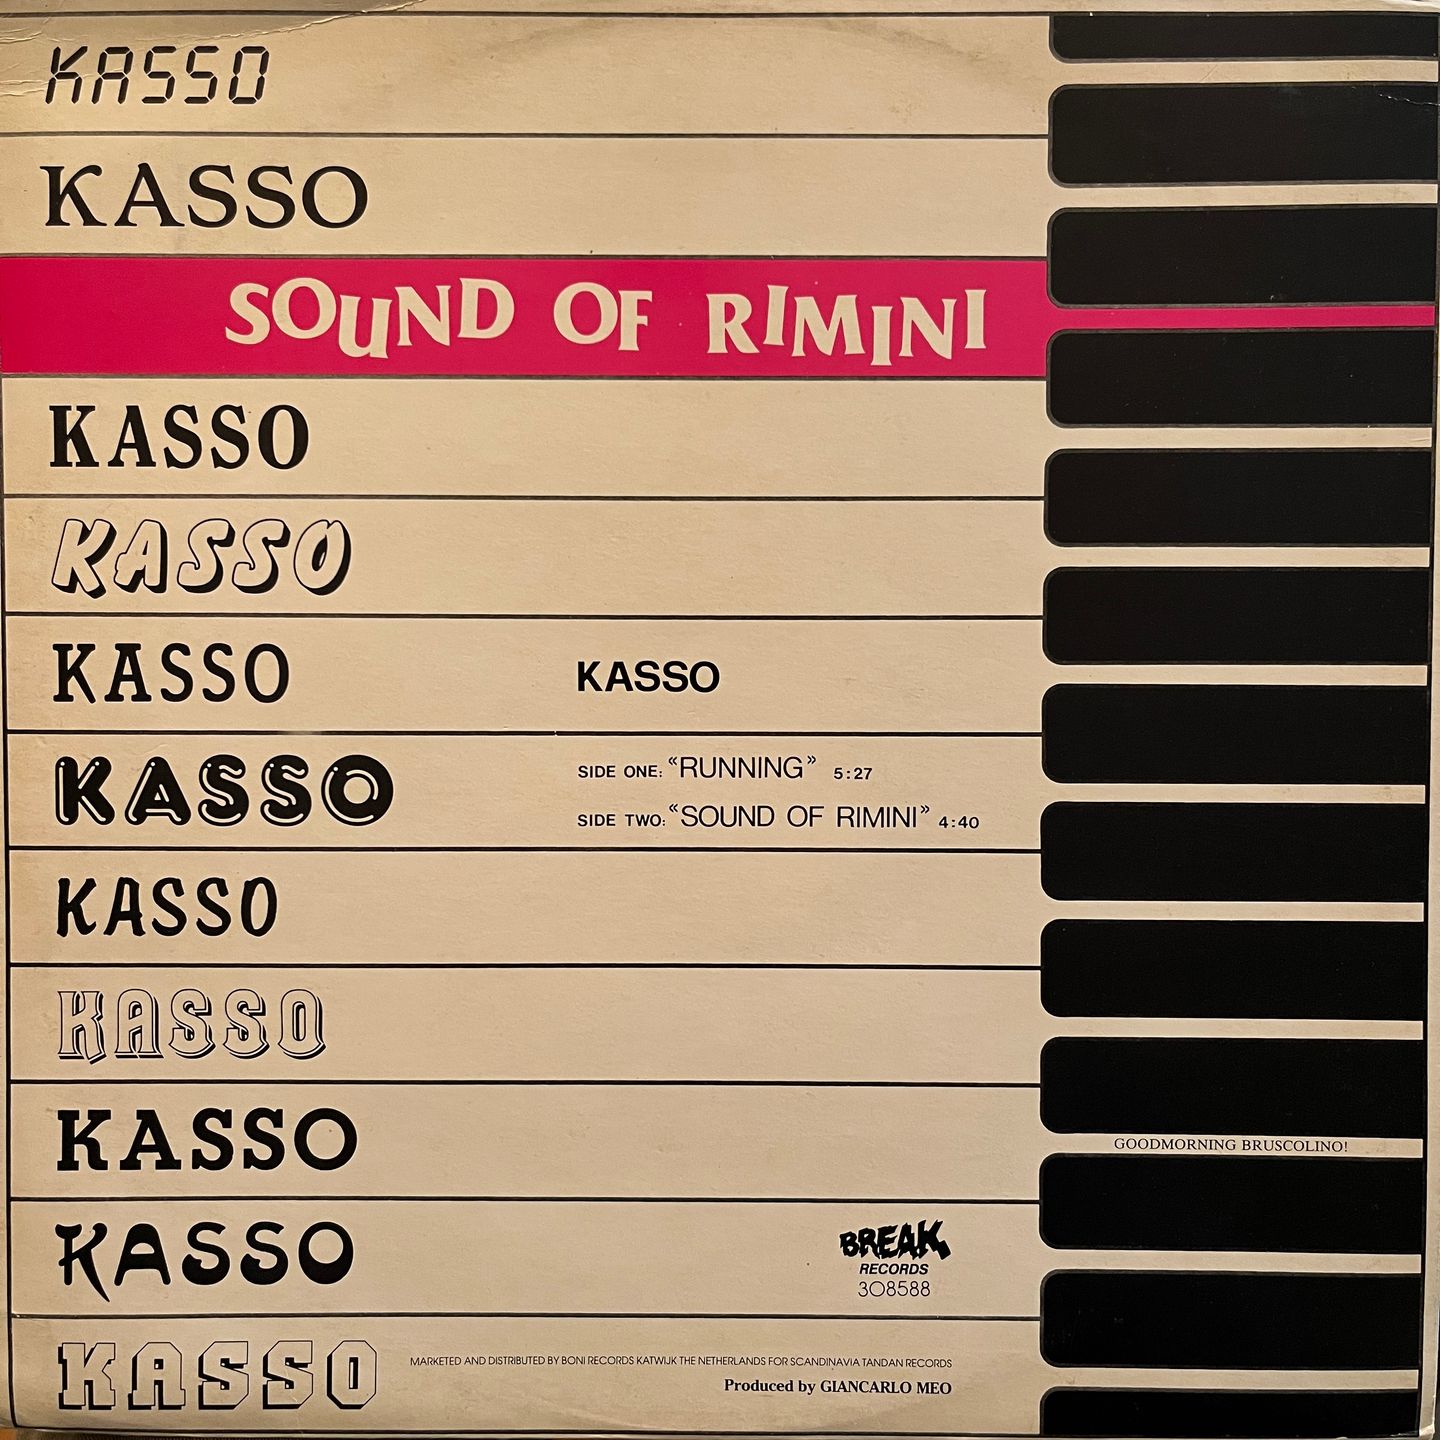 KASSO
KASSO
SOUND OF RIMINI
KASSO
KASSO
KASSO
KASSO
KASSO
SIDE ONE: «RUNNING» 5:27
SIDE TWO: «SOUND OF RIMINI» 4:40
KASSO
KASSO
KASSO
GOODMORNING BRUSCOLINO!
KASSO
BREAK
RECORDS
308588
KASSO
MARKETED AND DISTRIBUTED BY BONI RECORDS KATWIJK THE NETHERLANDS FOR SCANDINAVIA TANDAN RECORDS
Produced by GIANCARLO MEO